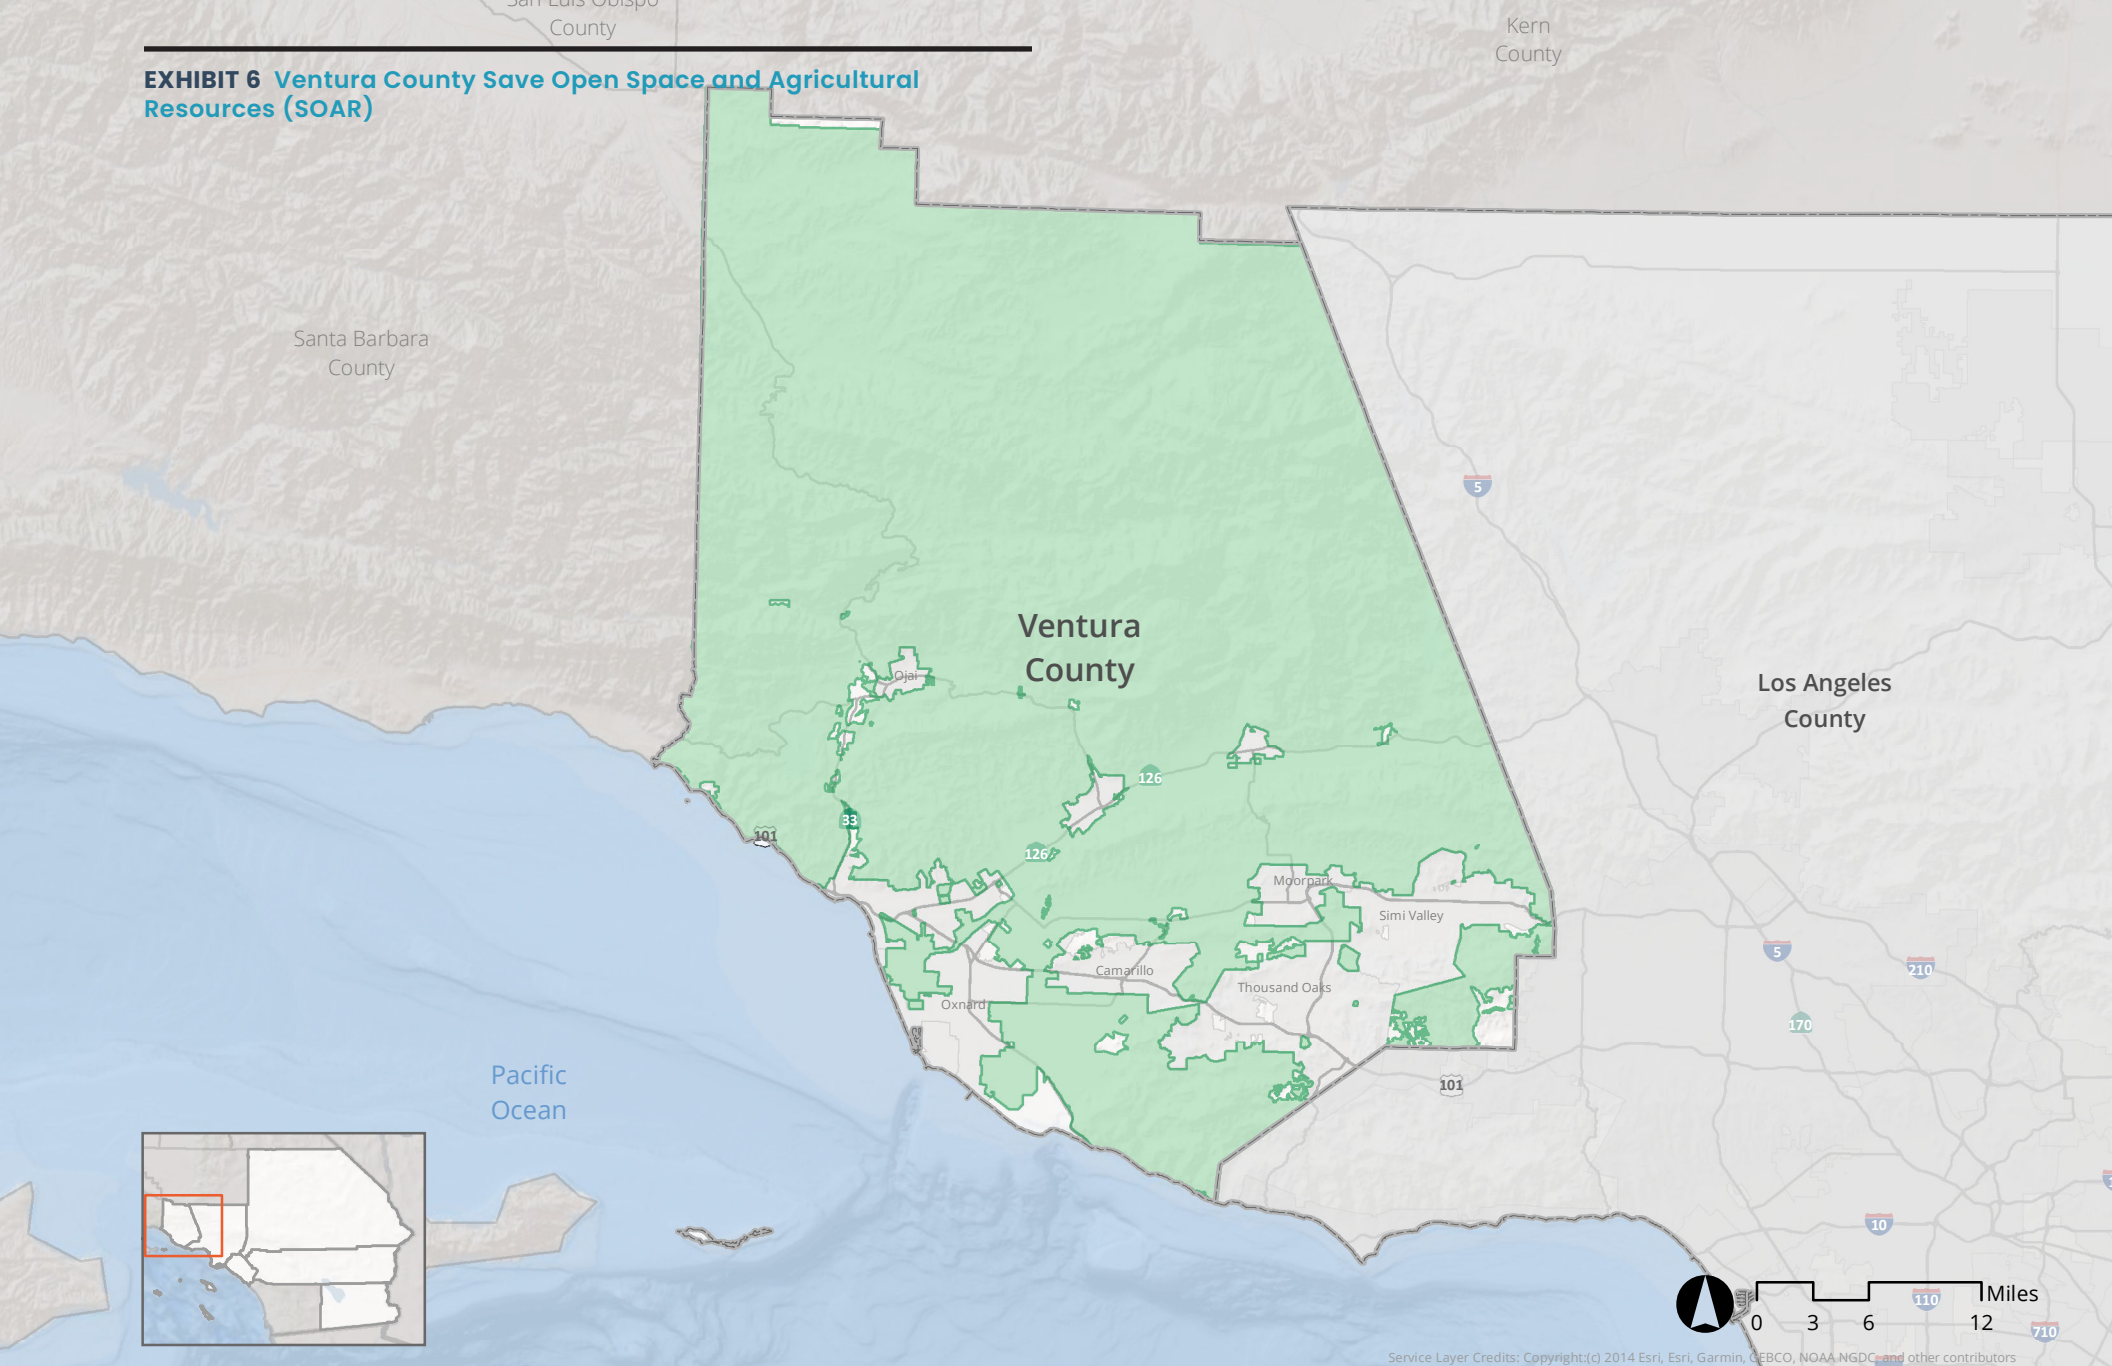 San Luis Obispo
County
Kern
County
EXHIBIT 6 Ventura County Save Open Space and Agricultural
Resources (SOAR)
Santa Barbara
County
5
Ventura
County
Ojai
Los Angeles
County
126
33
101
126
Moorpark
Simi Valley
5
210
Camarillo
Thousand Oaks
Oxnard
170
Pacific
Ocean
101
10
110
Miles
0 3 6 12
710
Service Layer Credits: Copyright:(c) 2014 Esri, Esri, Garmin, GEBCO, NOAA NGDC, and other contributors